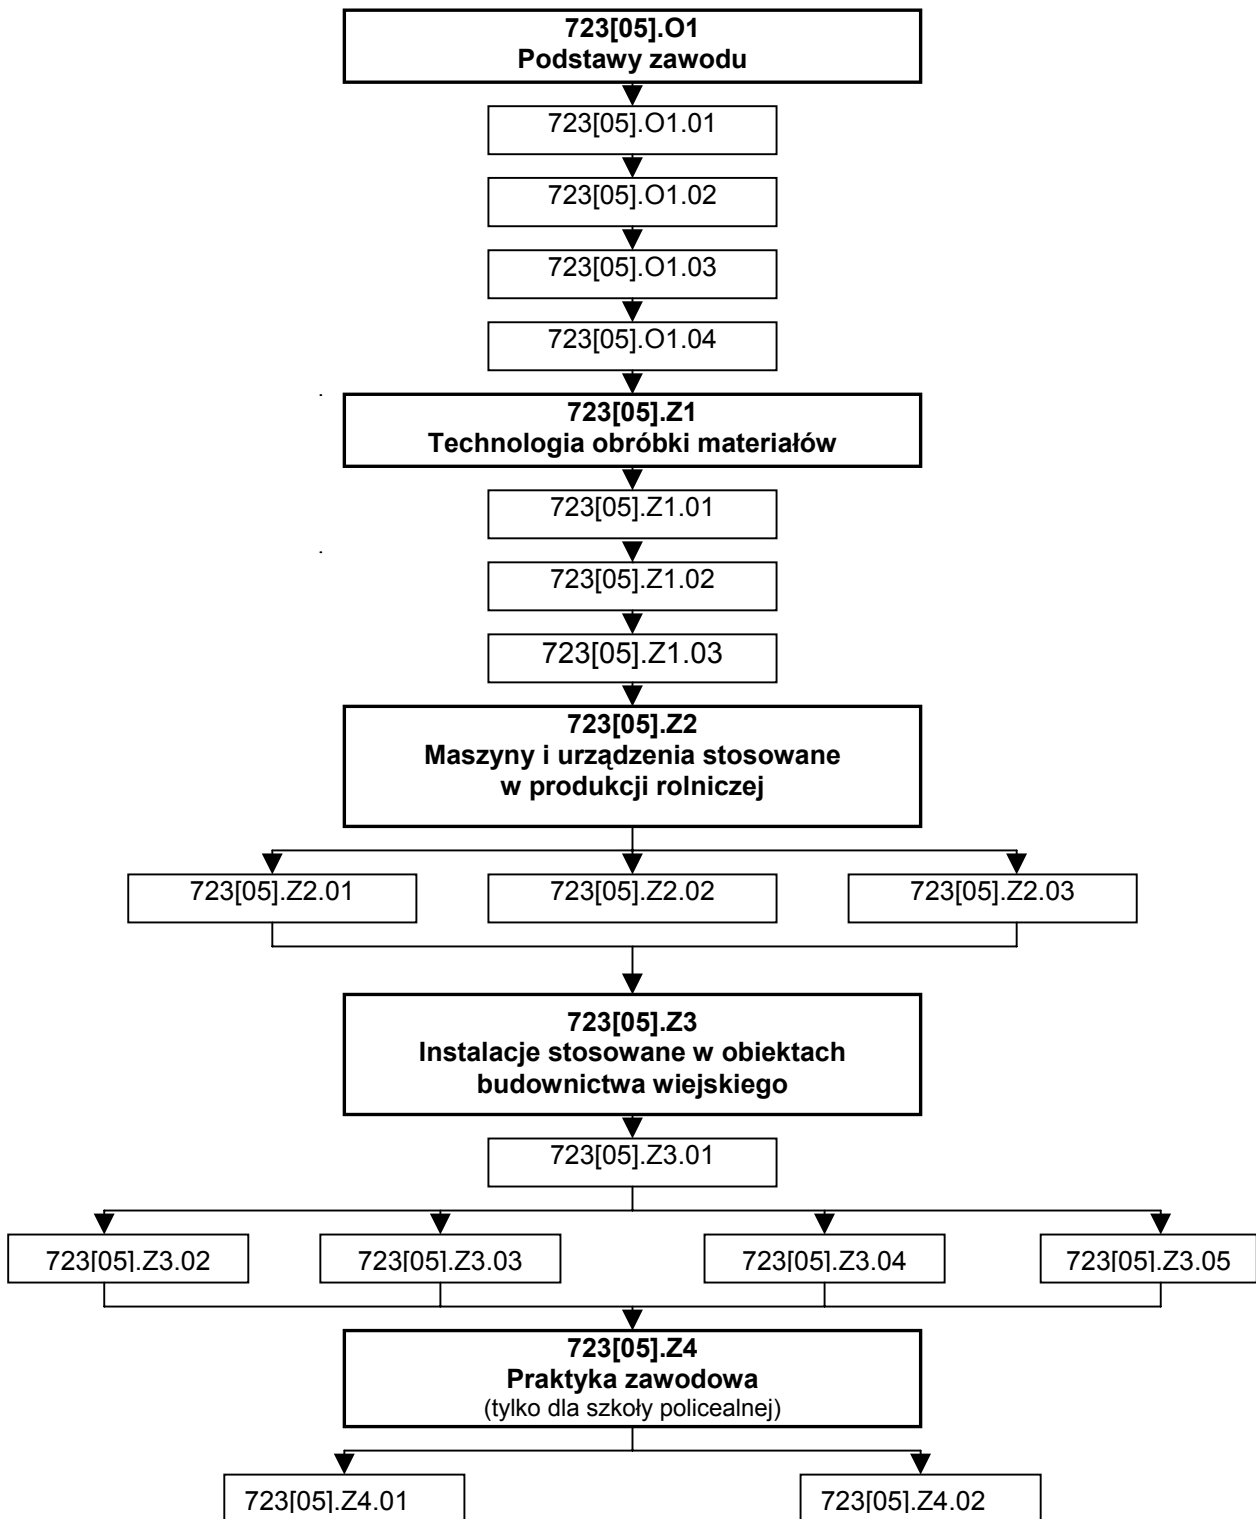 723[05].O1
Podstawy zawodu
723[05].O1.01
723[05].O1.02
723[05].O1.03
723[05].O1.04
723[05].Z1
Technologia obróbki materiałów
723[05].Z1.01
723[05].Z1.02
723[05].Z1.03
723[05].Z2
Maszyny i urządzenia stosowane
w produkcji rolniczej
723[05].Z2.01 723[05].Z2.02 723[05].Z2.03
723[05].Z3
Instalacje stosowane w obiektach
budownictwa wiejskiego
723[05].Z3.01
723[05].Z3.02 723[05].Z3.03 723[05].Z3.04 723[05].Z3.05
723[05].Z4
Praktyka zawodowa
(tylko dla szkoły policealnej)
723[05].Z4.01 723[05].Z4.02